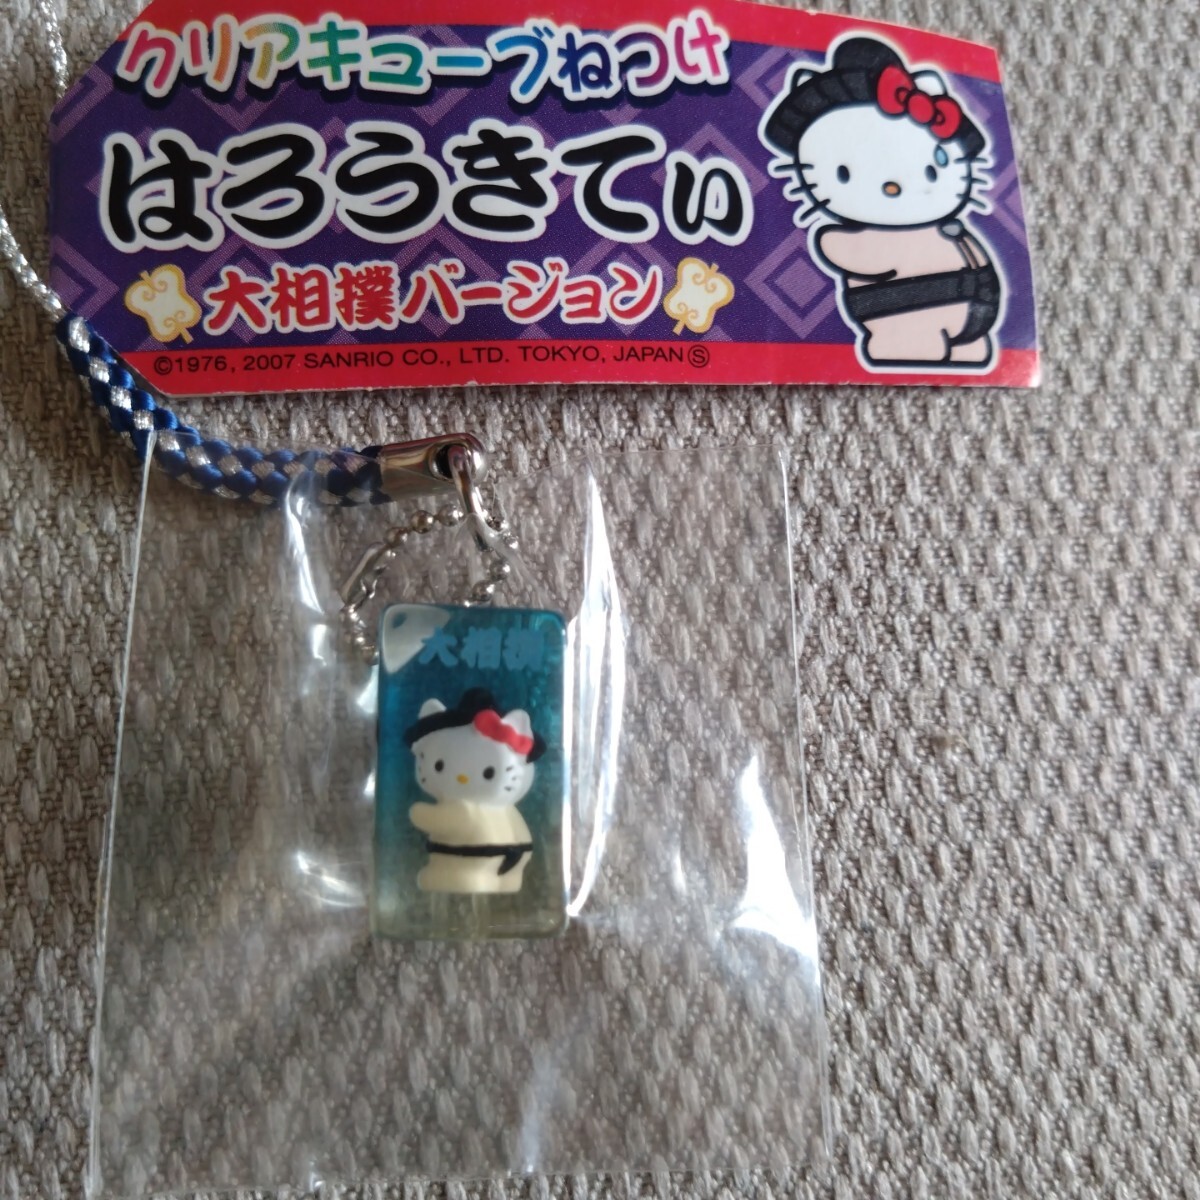 クリアキューブねつけ
はろうきてぃ
大相撲バージョン
©1976, 2007 SANRIO CO., LTD. TOKYO, JAPAN Ⓢ
大相撲